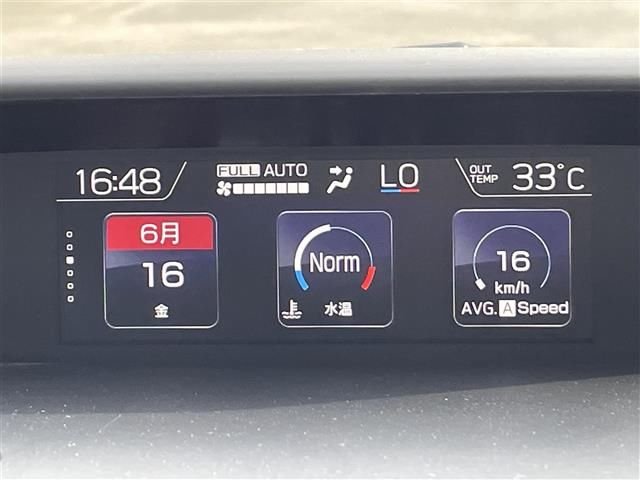 16:48 FULL AUTO LO OUT TEMP 33°C
6月
16
金
Norm
水温
16
km/h
AVG. A Speed